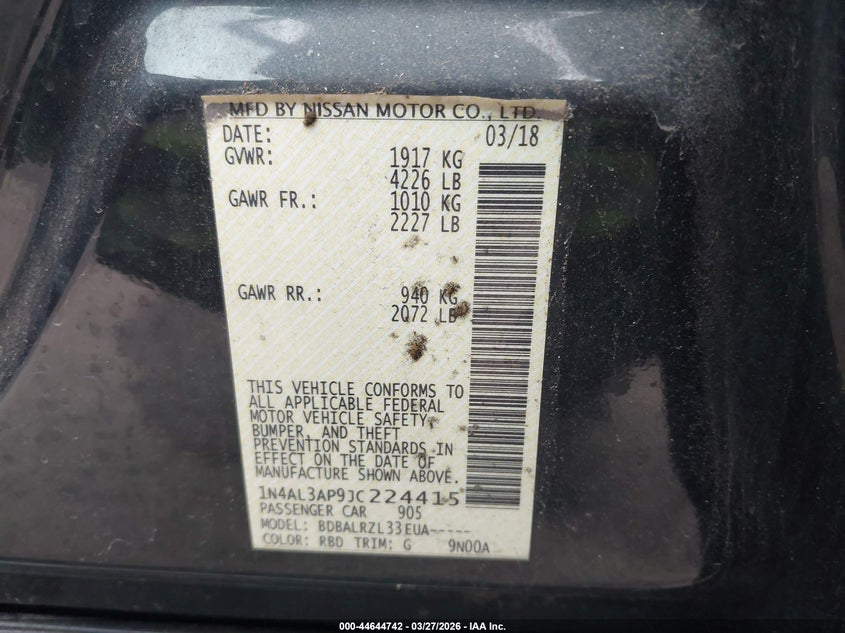 MFD BY NISSAN MOTOR CO., LTD.
DATE: 03/18
GVWR: 1917 KG
4226 LB
GAWR FR.: 1010 KG
2227 LB
GAWR RR.: 940 KG
2072 LB
THIS VEHICLE CONFORMS TO
ALL APPLICABLE FEDERAL
MOTOR VEHICLE SAFETY,
BUMPER, AND THEFT
PREVENTION STANDARDS IN
EFFECT ON THE DATE OF
MANUFACTURE SHOWN ABOVE.
1N4AL3AP9JC224415
PASSENGER CAR 905
MODEL: BDBALRZL33EUA-----
COLOR: RBD TRIM: G 9N00A
000-44644742 — 03/27/2026 — IAA Inc.